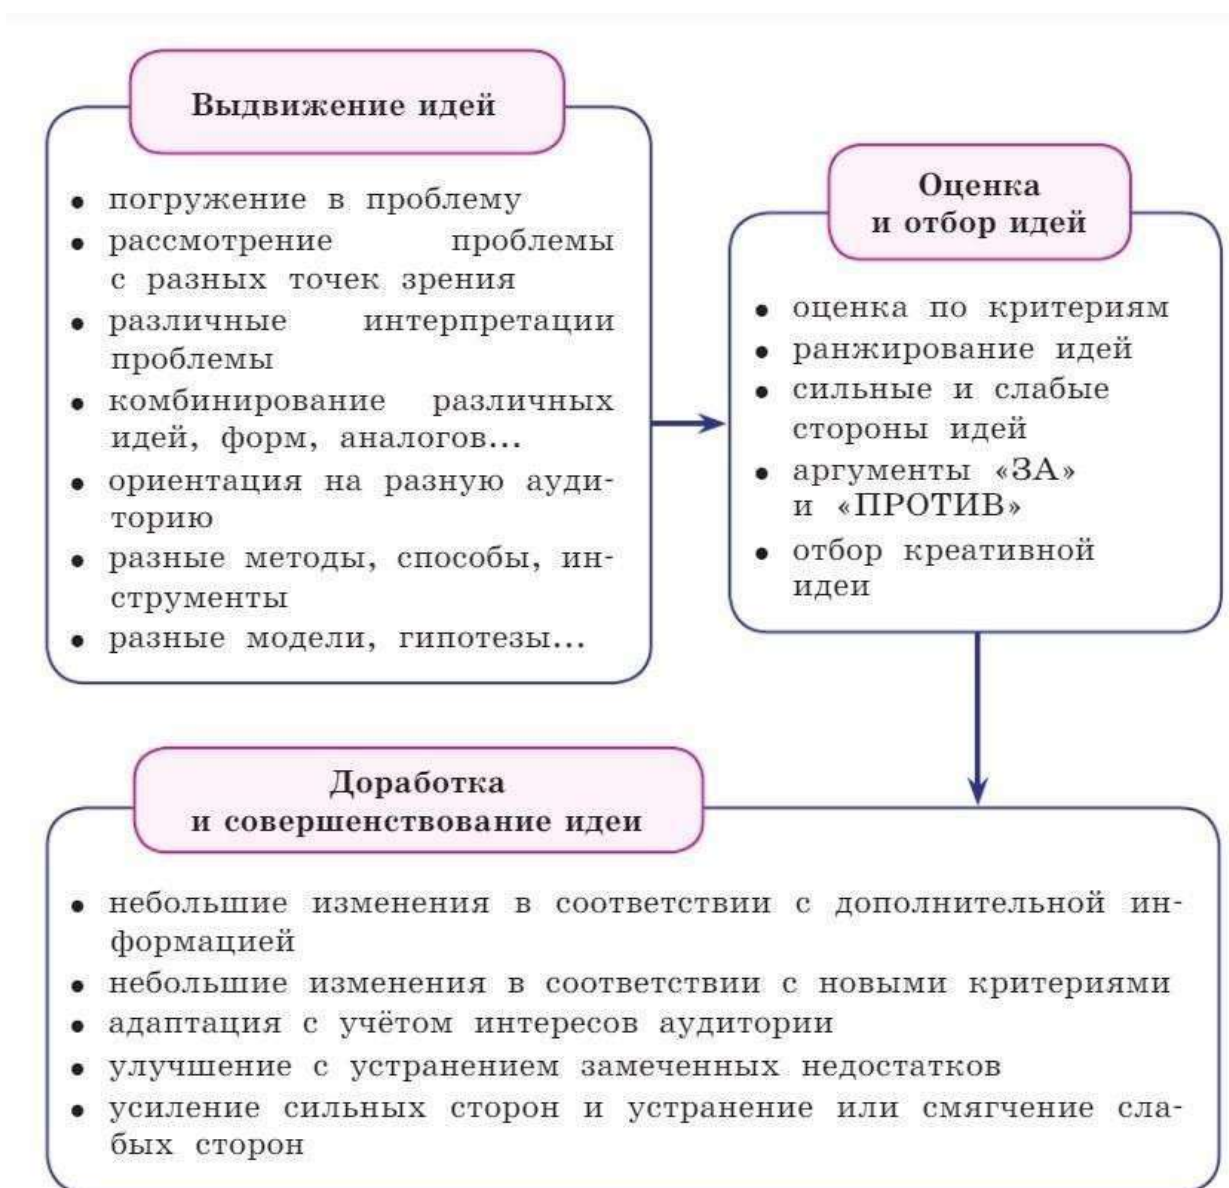 Выдвижение идей
• погружение в проблему
• рассмотрение проблемы
с разных точек зрения
• различные интерпретации
проблемы
• комбинирование различных
идей, форм, аналогов...
• ориентация на разную ауди-
торию
• разные методы, способы, ин-
струменты
• разные модели, гипотезы...
Оценка
и отбор идей
• оценка по критериям
• ранжирование идей
• сильные и слабые
стороны идей
• аргументы «ЗА»
и «ПРОТИВ»
• отбор креативной
идеи
Доработка
и совершенствование идеи
• небольшие изменения в соответствии с дополнительной ин-
формацией
• небольшие изменения в соответствии с новыми критериями
• адаптация с учётом интересов аудитории
• улучшение с устранением замеченных недостатков
• усиление сильных сторон и устранение или смягчение сла-
бых сторон